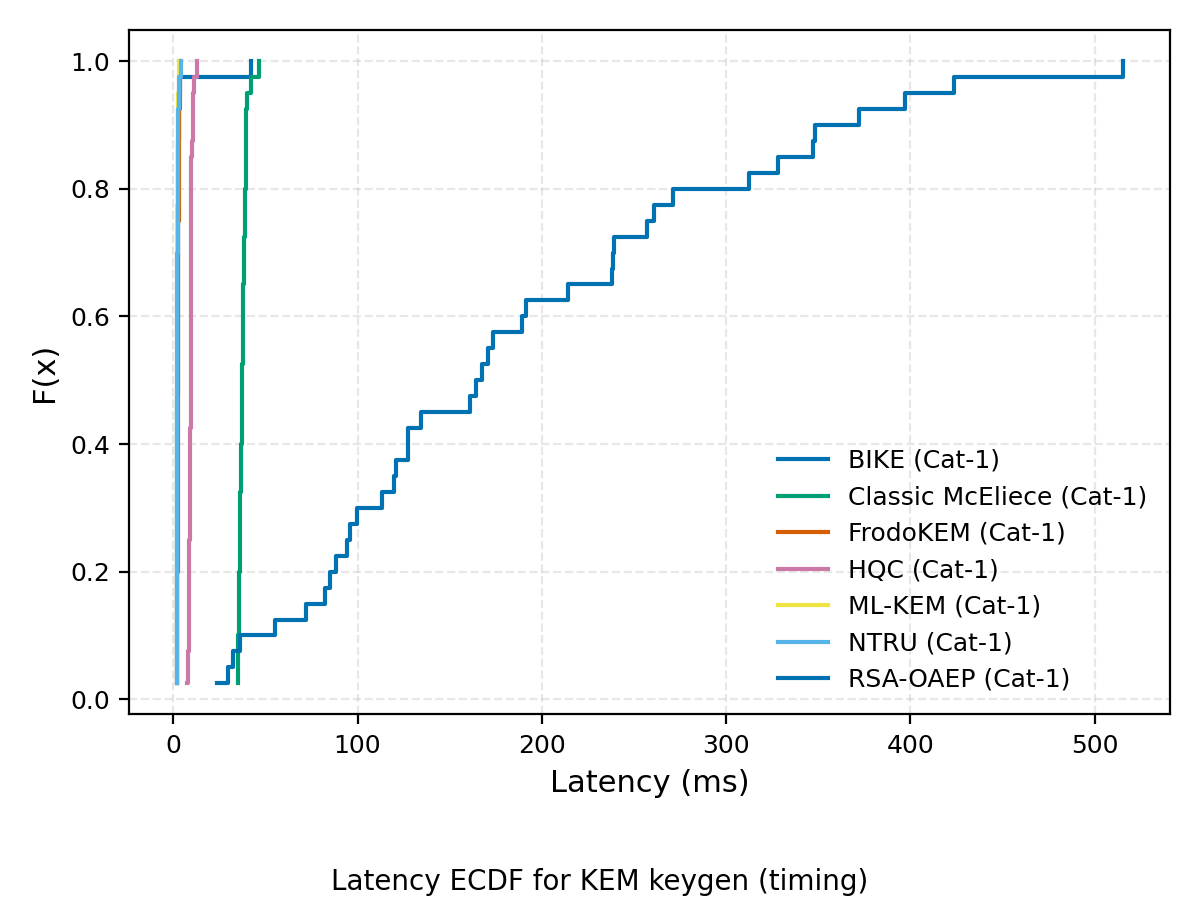 1.0
0.8
0.6
0.4
0.2
0.0
F(x)
BIKE (Cat-1)
Classic McEliece (Cat-1)
FrodoKEM (Cat-1)
HQC (Cat-1)
ML-KEM (Cat-1)
NTRU (Cat-1)
RSA-OAEP (Cat-1)
0 100 200 300 400 500
Latency (ms)
Latency ECDF for KEM keygen (timing)